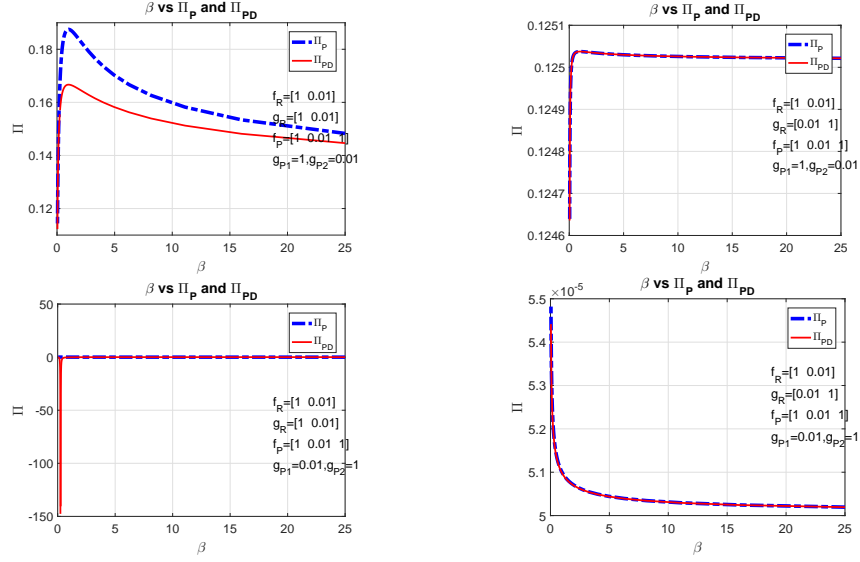 β vs Π_P and Π_PD
0.18
0.16
0.14
0.12
Π
0
5
10
15
20
25
β
Π_P
Π_PD
f_R=[1 0.01]
g_R=[1 0.01]
f_P=[1 0.01 1]
g_P1=1,g_P2=0.01
β vs Π_P and Π_PD
0.1251
0.125
0.1249
0.1248
0.1247
0.1246
Π
0
5
10
15
20
25
β
Π_P
Π_PD
f_R=[1 0.01]
g_R=[0.01 1]
f_P=[1 0.01 1]
g_P1=1,g_P2=0.01
β vs Π_P and Π_PD
50
0
-50
-100
-150
Π
0
5
10
15
20
25
β
Π_P
Π_PD
f_R=[1 0.01]
g_R=[1 0.01]
f_P=[1 0.01 1]
g_P1=0.01,g_P2=1
β vs Π_P and Π_PD
×10^-5
5.5
5.4
5.3
5.2
5.1
5
Π
0
5
10
15
20
25
β
Π_P
Π_PD
f_R=[1 0.01]
g_R=[0.01 1]
f_P=[1 0.01 1]
g_P1=0.01,g_P2=1